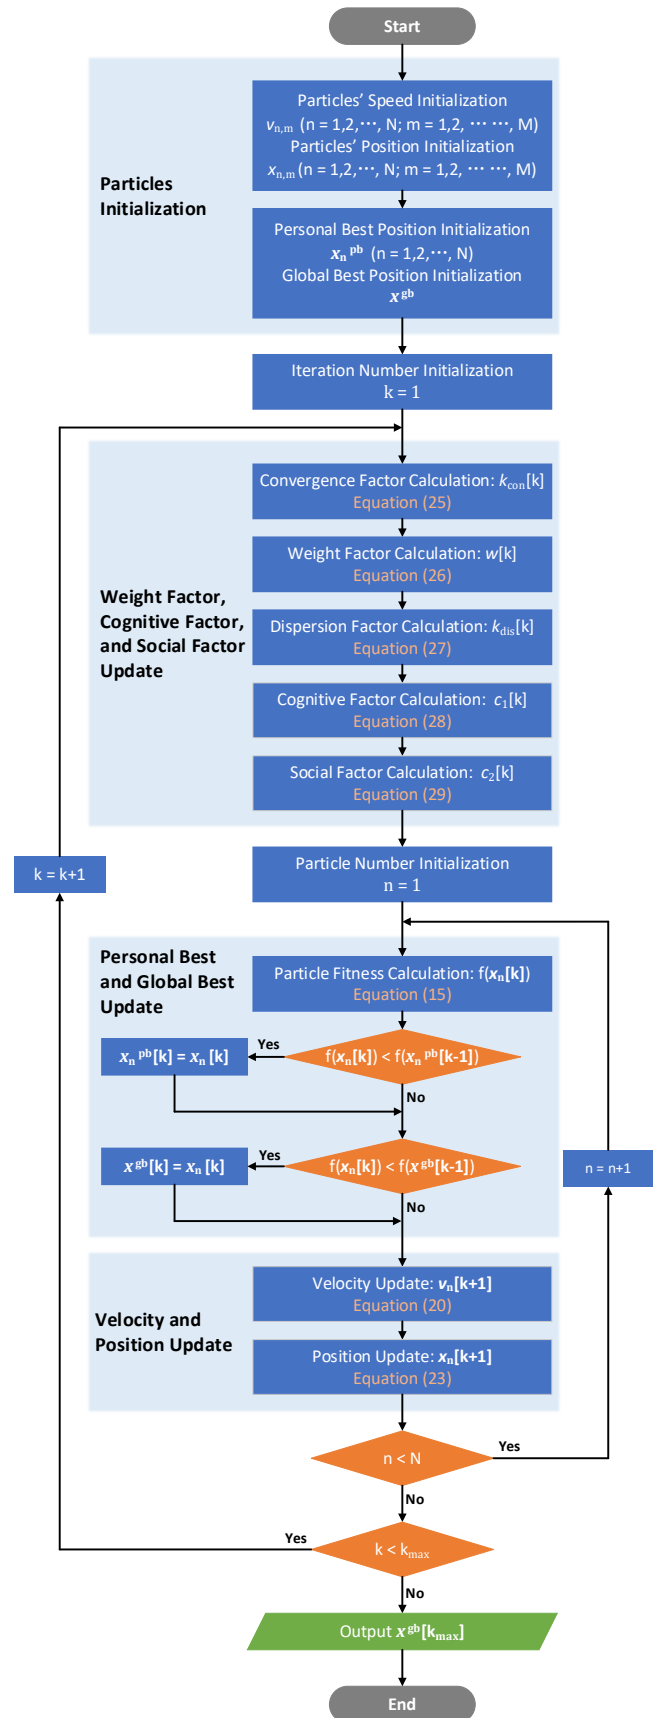 Start
Particles' Speed Initialization
v n,m (n = 1,2,⋯, N; m = 1,2, ⋯ ⋯, M)
Particles' Position Initialization
x n,m (n = 1,2,⋯, N; m = 1,2, ⋯ ⋯, M)
Particles
Initialization
Personal Best Position Initialization
xn pb (n = 1,2,⋯, N)
Global Best Position Initialization
x gb
Iteration Number Initialization
k = 1
Convergence Factor Calculation: kcon[k]
Equation (25)
Weight Factor Calculation: w[k]
Equation (26)
Weight Factor,
Cognitive Factor,
and Social Factor
Update
Dispersion Factor Calculation: kdis[k]
Equation (27)
Cognitive Factor Calculation: c1[k]
Equation (28)
Social Factor Calculation: c2[k]
Equation (29)
k = k+1
Particle Number Initialization
n = 1
Personal Best
and Global Best
Update
Particle Fitness Calculation: f(xn[k])
Equation (15)
f(xn[k]) < f(xn pb[k-1])
Yes
xn pb[k] = xn [k]
No
f(xn[k]) < f(x gb[k-1])
Yes
x gb[k] = xn [k]
n = n+1
No
Velocity and
Position Update
Velocity Update: vn[k+1]
Equation (20)
Position Update: xn[k+1]
Equation (23)
n < N
Yes
No
k < kmax
Yes
No
Output x gb[kmax]
End